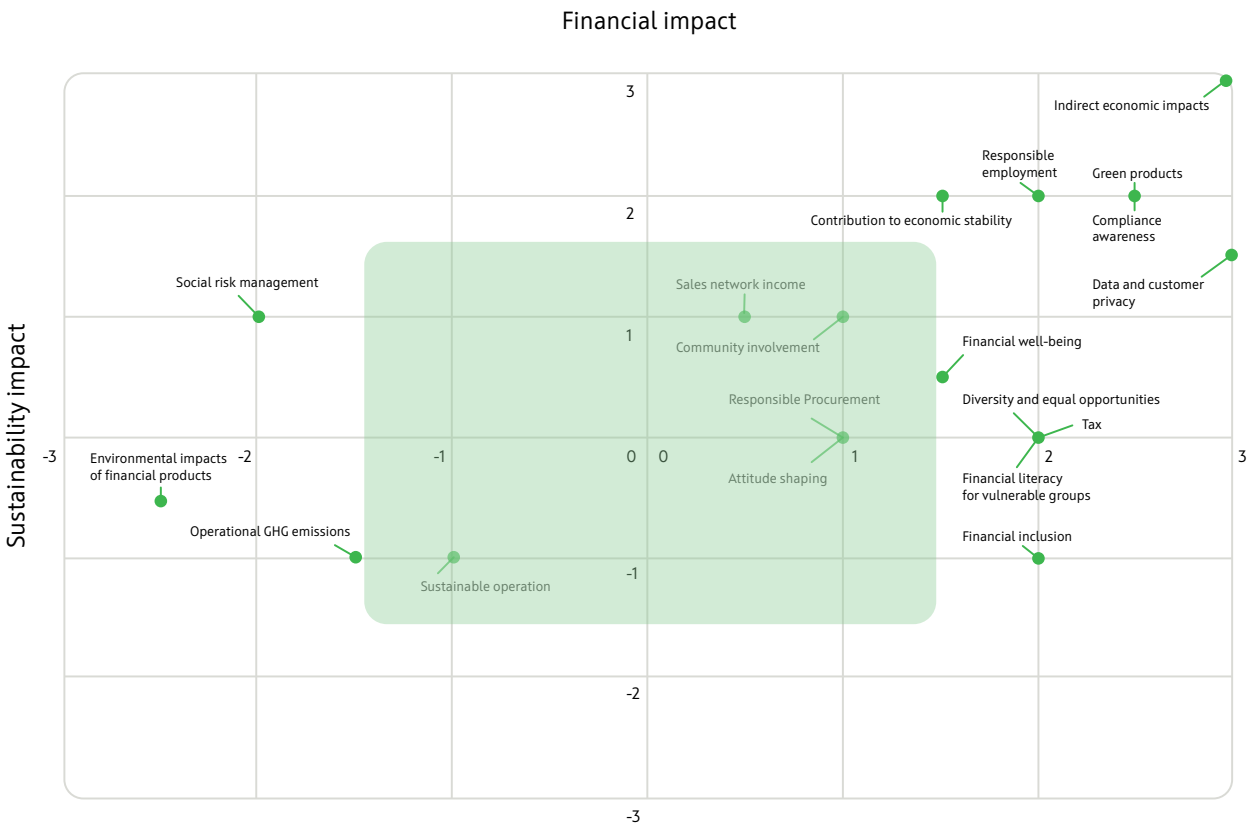 Financial impact
3
Indirect economic impacts
Responsible
employment
Green products
2
Contribution to economic stability
Compliance
awareness
Social risk management
Sales network income
Data and customer
privacy
Sustainability impact
1
Community involvement
Financial well-being
Responsible Procurement
Diversity and equal opportunities
Tax
-3
Environmental impacts
of financial products
-2
-1
0
0
1
2
3
Attitude shaping
Financial literacy
for vulnerable groups
Operational GHG emissions
Financial inclusion
-1
Sustainable operation
-2
-3